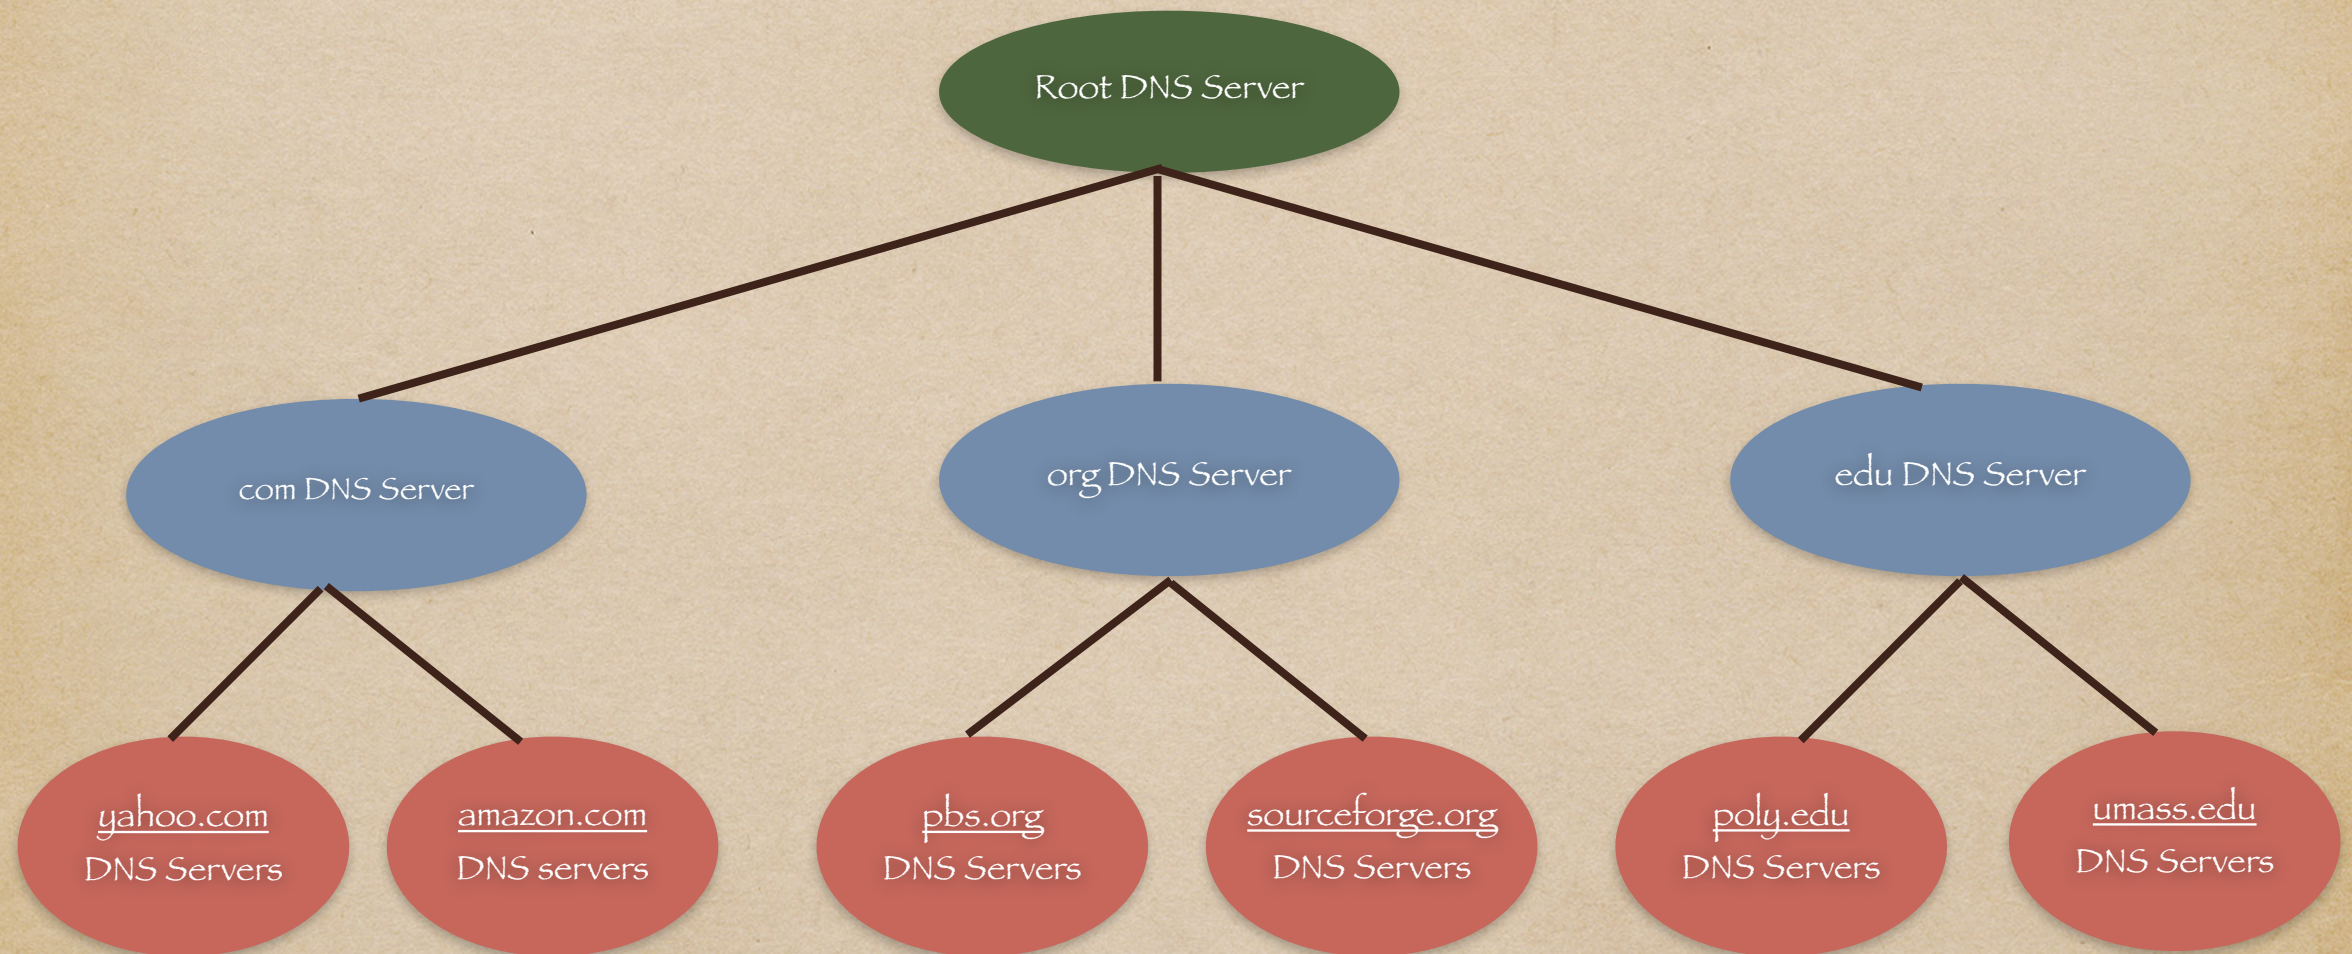 Root DNS Server
com DNS Server
org DNS Server
edu DNS Server
yahoo.com
DNS Servers
amazon.com
DNS servers
pbs.org
DNS Servers
sourceforge.org
DNS Servers
poly.edu
DNS Servers
umass.edu
DNS Servers